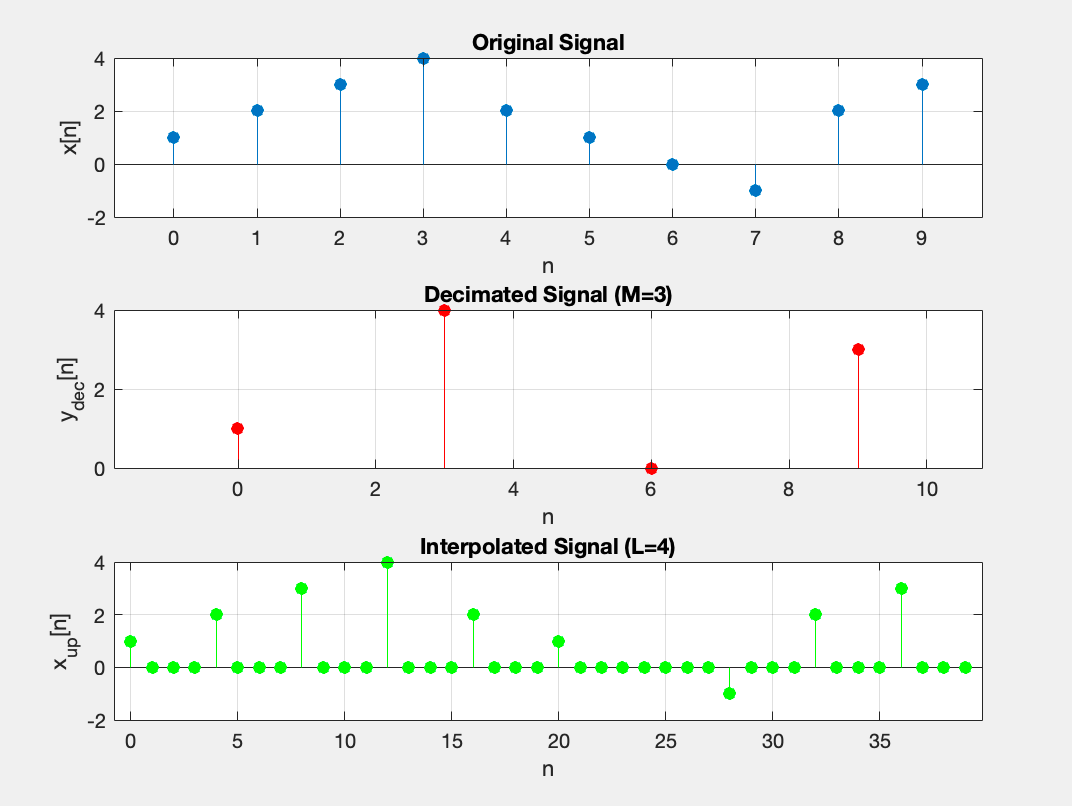 Original Signal
4
2
0
-2
x[n]
0 1 2 3 4 5 6 7 8 9
n
Decimated Signal (M=3)
4
2
0
y_dec[n]
0 2 4 6 8 10
n
Interpolated Signal (L=4)
4
2
0
-2
x_up[n]
0 5 10 15 20 25 30 35
n